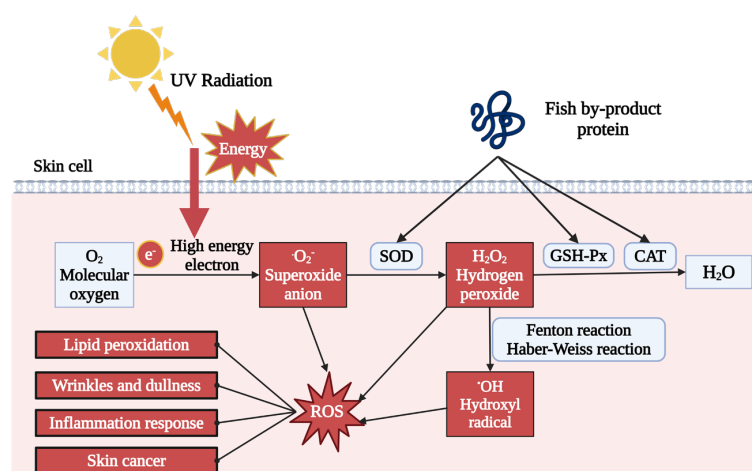 UV Radiation
Energy
Fish by-product
protein
Skin cell
O₂
Molecular
oxygen
e⁻
High energy
electron
·O₂⁻
Superoxide
anion
SOD
H₂O₂
Hydrogen
peroxide
GSH-Px
CAT
H₂O
Fenton reaction
Haber-Weiss reaction
·OH
Hydroxyl
radical
ROS
Lipid peroxidation
Wrinkles and dullness
Inflammation response
Skin cancer